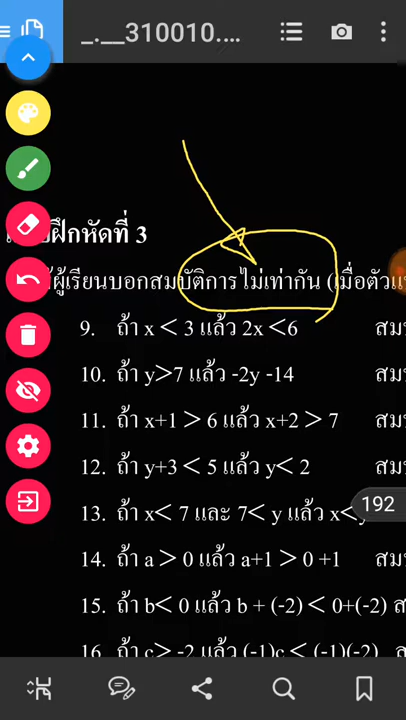 _.__310010....
ฝึกหัดที่ 3
ผู้เรียนบอกสมบัติการไม่เท่ากัน (เมื่อตัวแ
9. ถ้า x < 3 แล้ว 2x <6 สม
10. ถ้า y>7 แล้ว -2y -14 สม
11. ถ้า x+1 > 6 แล้ว x+2 > 7 สม
12. ถ้า y+3 < 5 แล้ว y< 2 สม
13. ถ้า x< 7 และ 7< y แล้ว x<y
192
14. ถ้า a > 0 แล้ว a+1 > 0 +1 สม
15. ถ้า b< 0 แล้ว b + (-2) < 0+(-2) ส
16. ถ้า c> -2 แล้ว (-1)c < (-1)(-2)